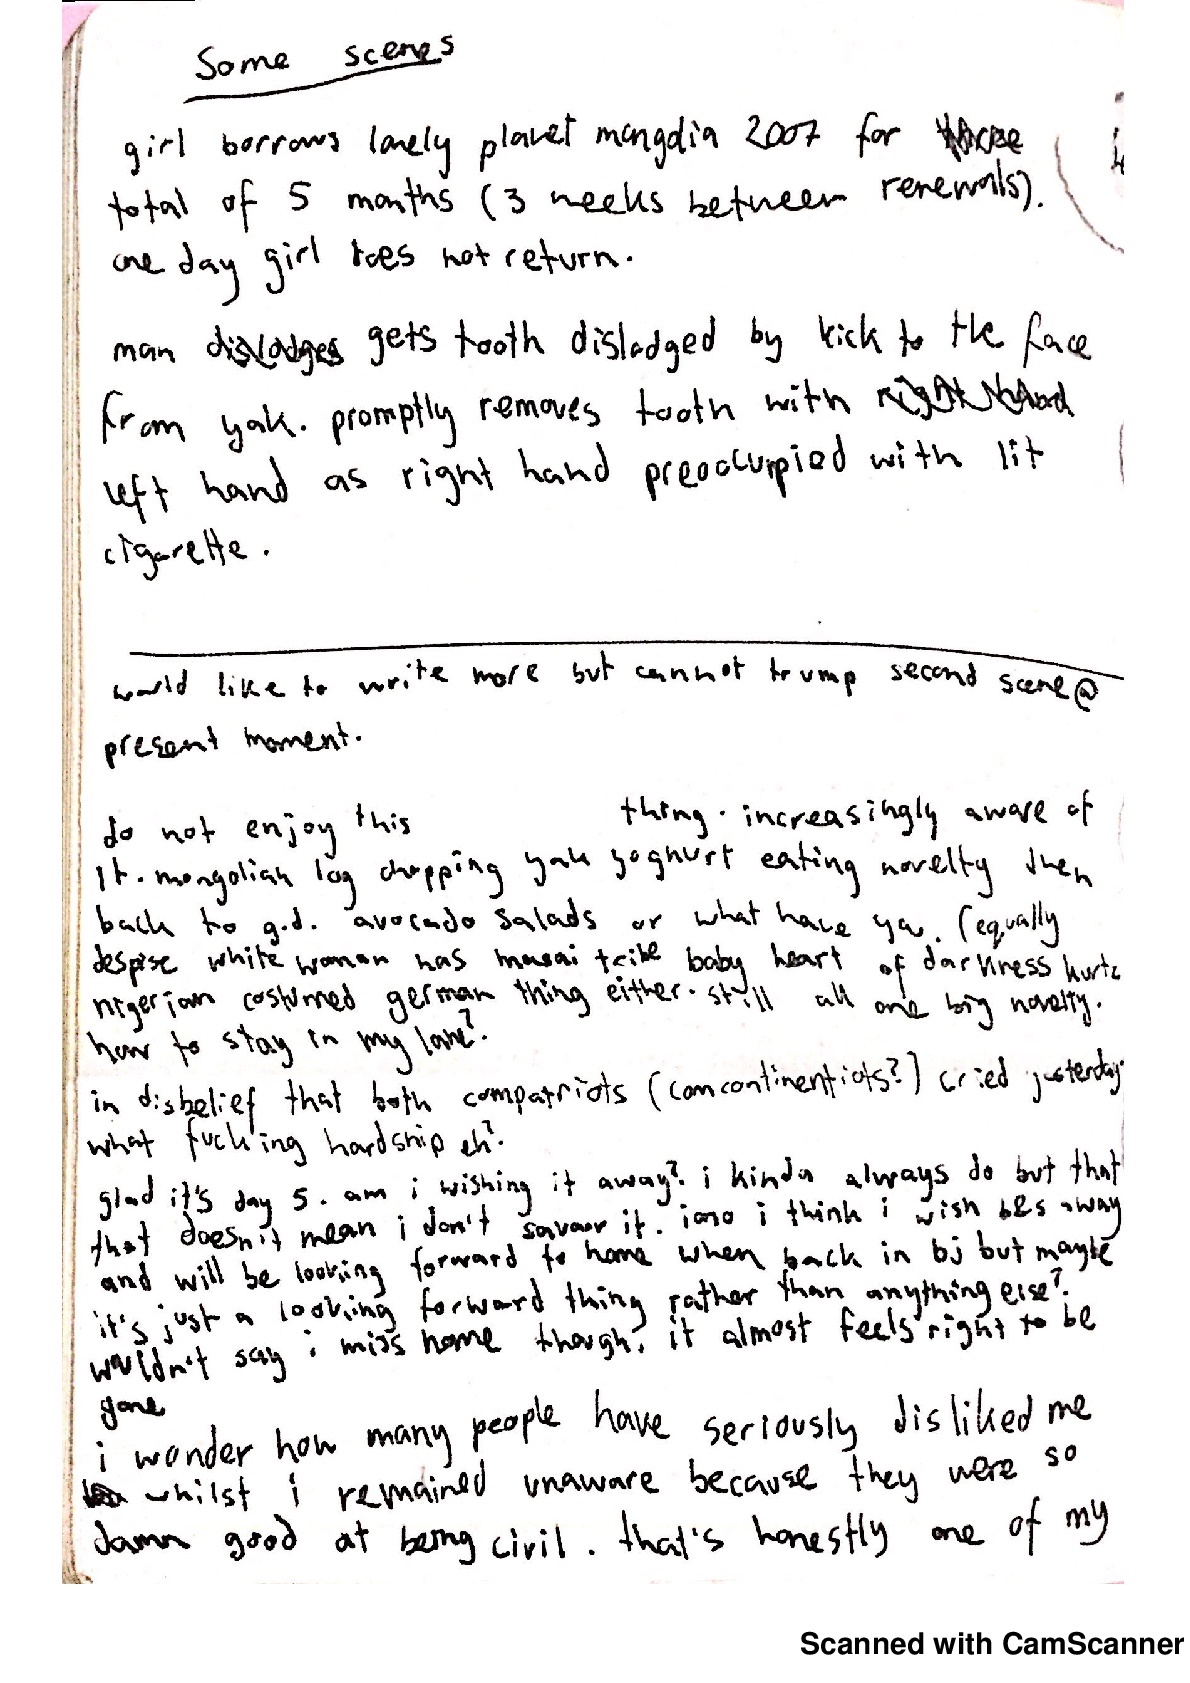 Some scenes
girl borrows lonely planet mongolia 2007 for
total of 5 months (3 weeks between renewals).
one day girl does not return.
man dislodges gets tooth dislodged by kick to the face
from yak. promptly removes tooth with right hand
left hand as right hand preoccupied with lit
cigarette.
would like to write more but cannot trump second scene @
present moment.
do not enjoy this thing. increasingly aware of
it. mongolian log chopping yak yoghurt eating novelty then
back to g.d. avocado salads or what have ya. (equally
despise white woman has masai tribe baby heart of darkness kurtz
nigerian costumed german thing either. still all one big novelty.
how to stay in my lane?
in disbelief that both compatriots (comcontinentiots?) cried yesterday
what fucking hardship eh?
glad it's day 5. am i wishing it away? i kinda always do but that
that doesn't mean i don't savour it. i wish away
and will be looking forward to home when back in bj but maybe
it's just a looking forward thing rather than anything else?
wouldn't say i miss home though. it almost feels right to be
gone
i wonder how many people have seriously disliked me
whilst i remained unaware because they were so
damn good at being civil. that's honestly one of my
Scanned with CamScanner